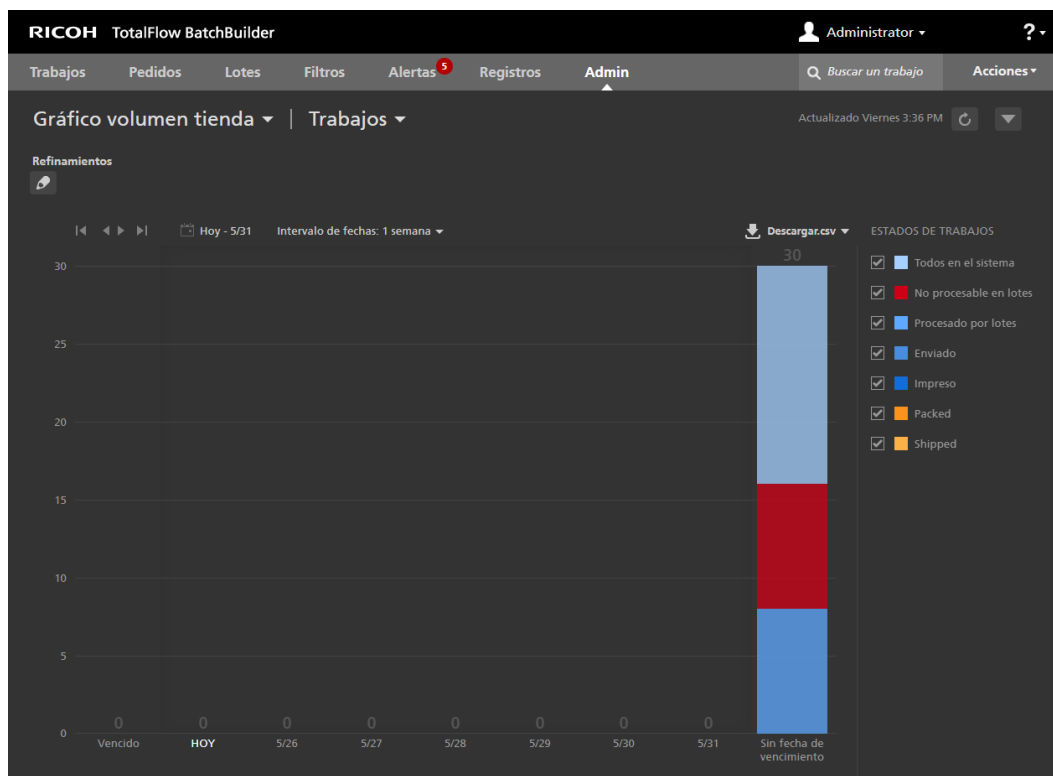 RICOH TotalFlow BatchBuilder Administrator ?
Trabajos Pedidos Lotes Filtros Alertas 5 Registros Admin Buscar un trabajo Acciones
Gráfico volumen tienda | Trabajos Actualizado Viernes 3:36 PM
Refinamientos
Hoy - 5/31 Intervalo de fechas: 1 semana Descargar.csv ESTADOS DE TRABAJOS
30
30
25
20
15
10
5
0
0 0 0 0 0 0 0 0
Vencido HOY 5/26 5/27 5/28 5/29 5/30 5/31 Sin fecha de
vencimiento
Todos en el sistema
No procesable en lotes
Procesado por lotes
Enviado
Impreso
Packed
Shipped